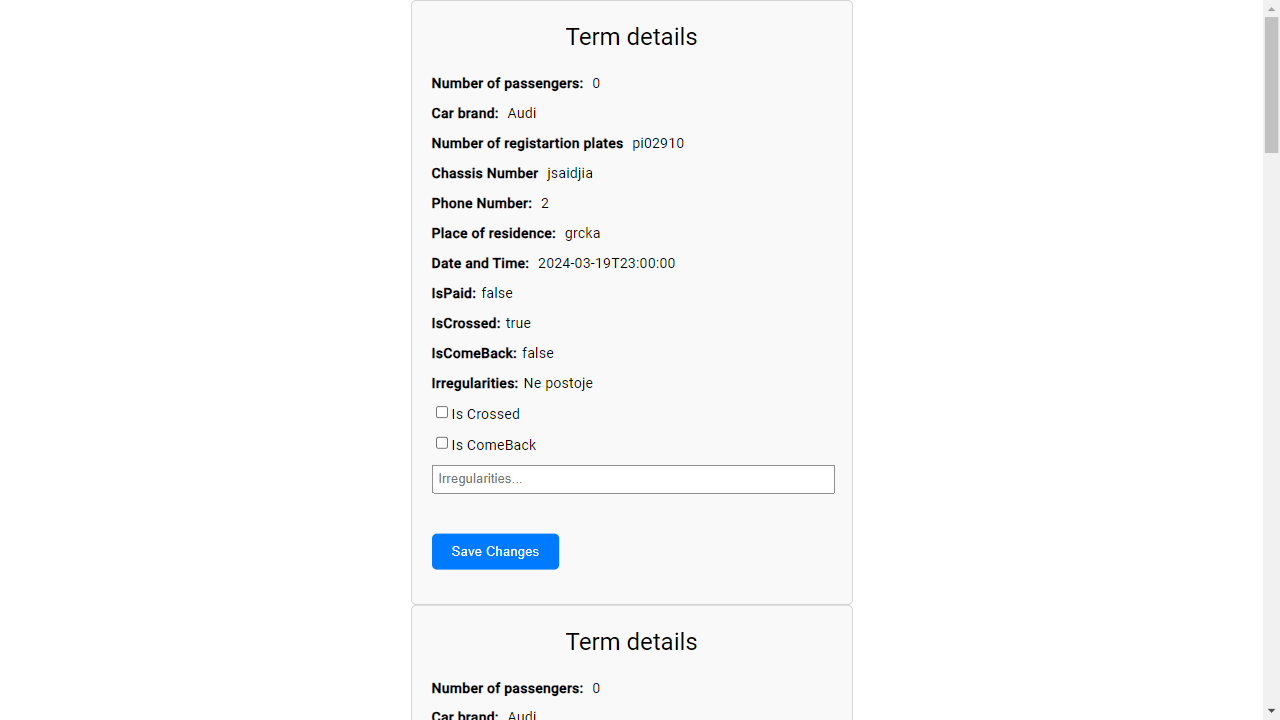 Term details
Number of passengers: 0
Car brand: Audi
Number of registartion plates pi02910
Chassis Number jsaidjia
Phone Number: 2
Place of residence: grcka
Date and Time: 2024-03-19T23:00:00
IsPaid: false
IsCrossed: true
IsComeBack: false
Irregularities: Ne postoje
Is Crossed
Is ComeBack
Irregularities...
Save Changes
Term details
Number of passengers: 0
Car brand: Audi